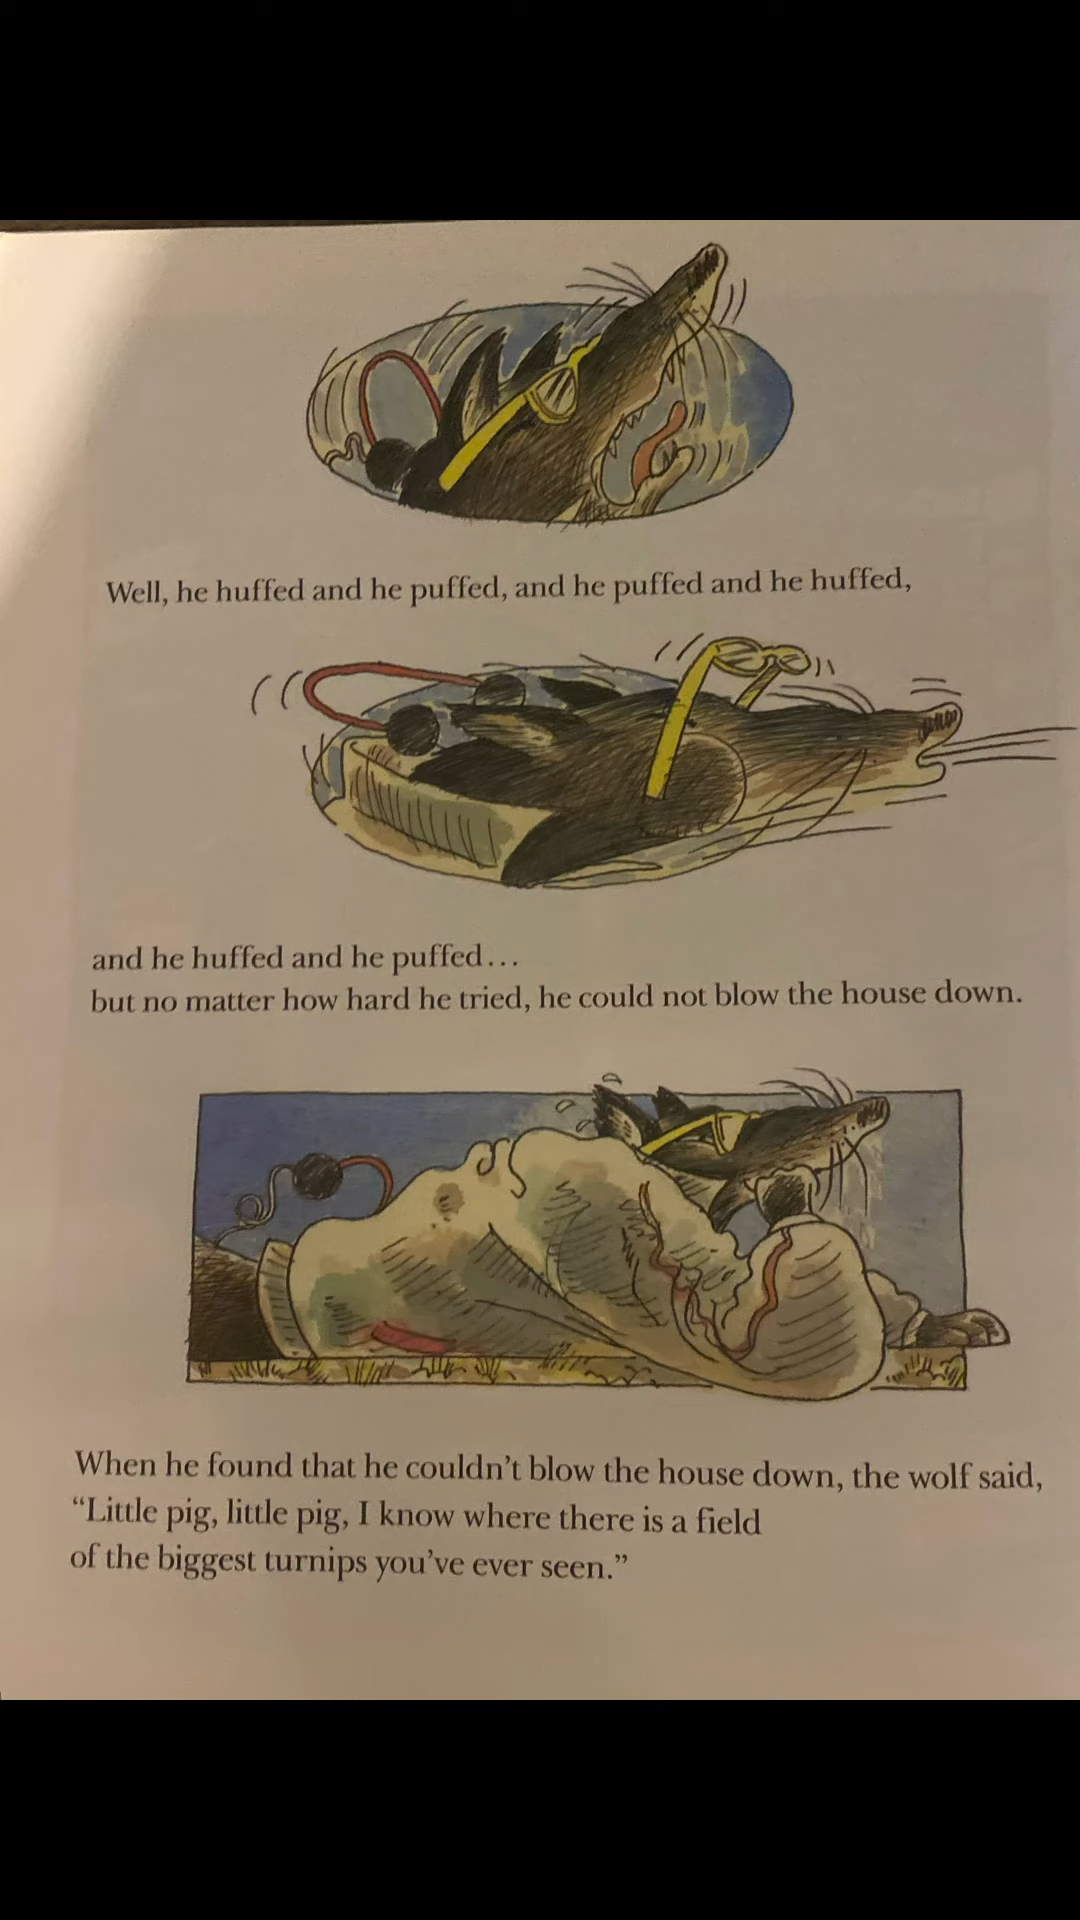 Well, he huffed and he puffed, and he puffed and he huffed,
and he huffed and he puffed...
but no matter how hard he tried, he could not blow the house down.
When he found that he couldn't blow the house down, the wolf said,
“Little pig, little pig, I know where there is a field
of the biggest turnips you've ever seen.”